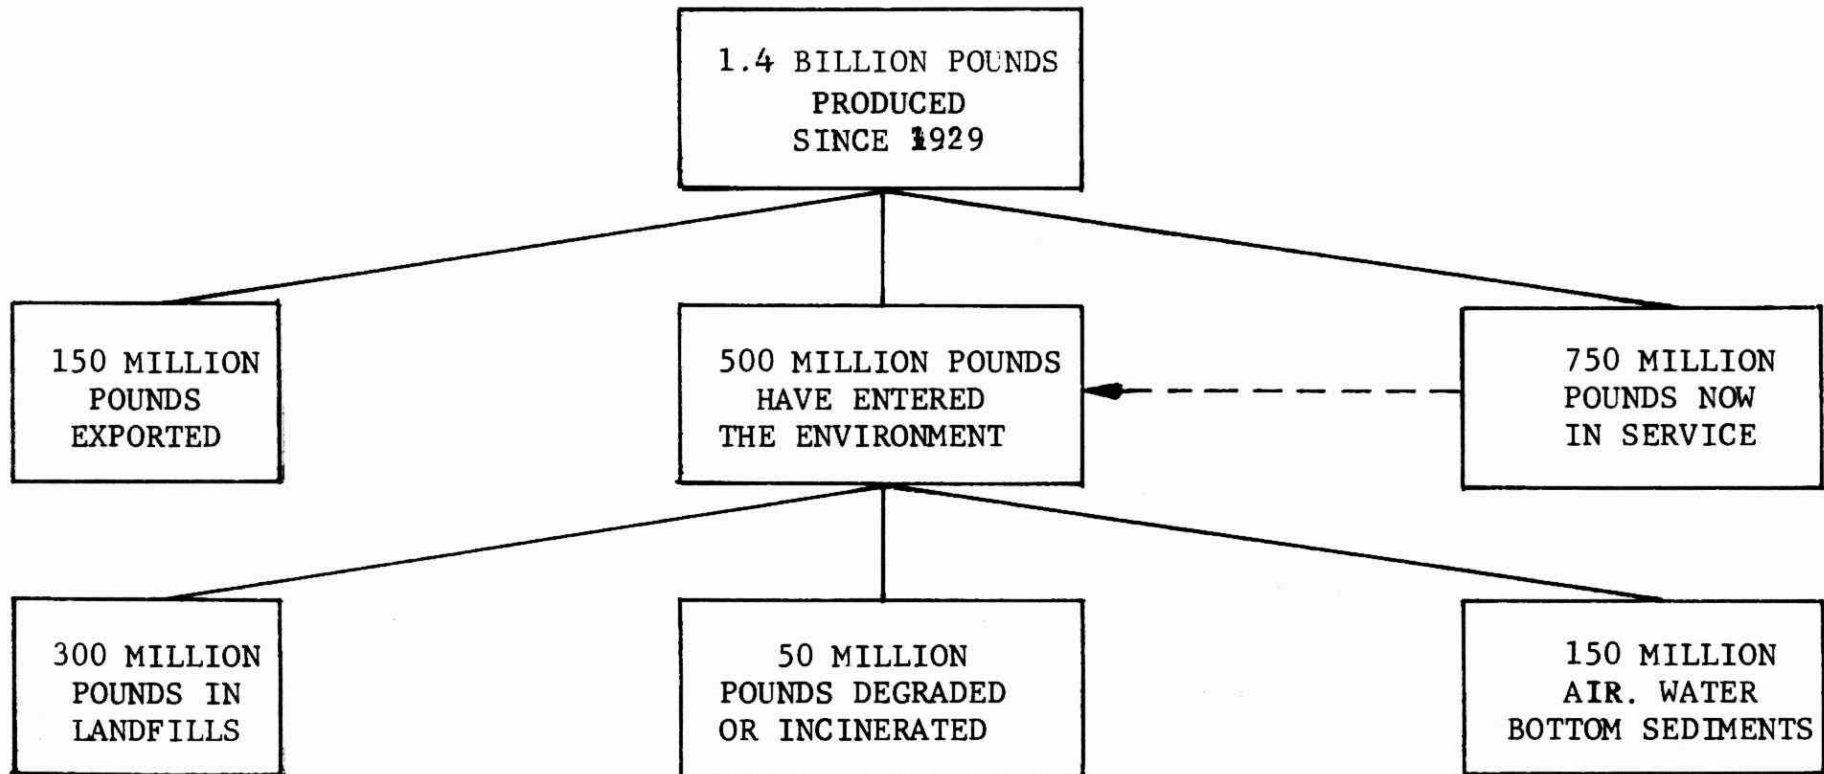 1.4 BILLION POUNDS
PRODUCED
SINCE 1929
150 MILLION
POUNDS
EXPORTED
500 MILLION POUNDS
HAVE ENTERED
THE ENVIRONMENT
750 MILLION
POUNDS NOW
IN SERVICE
300 MILLION
POUNDS IN
LANDFILLS
50 MILLION
POUNDS DEGRADED
OR INCINERATED
150 MILLION
AIR. WATER
BOTTOM SEDIMENTS